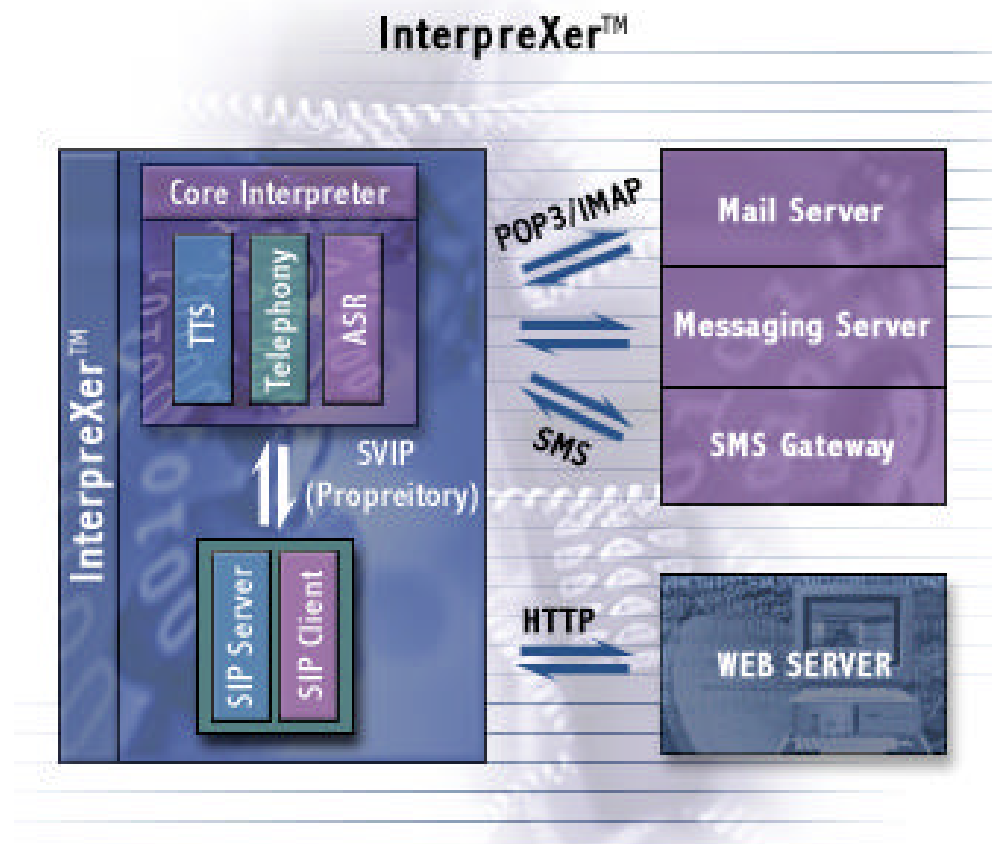 InterpreXer™
InterpreXer™
Core Interpreter
TTS
Telephony
ASR
SVIP
(Propreitory)
SIP Server
SIP Client
POP3/IMAP
SMS
HTTP
Mail Server
Messaging Server
SMS Gateway
WEB SERVER